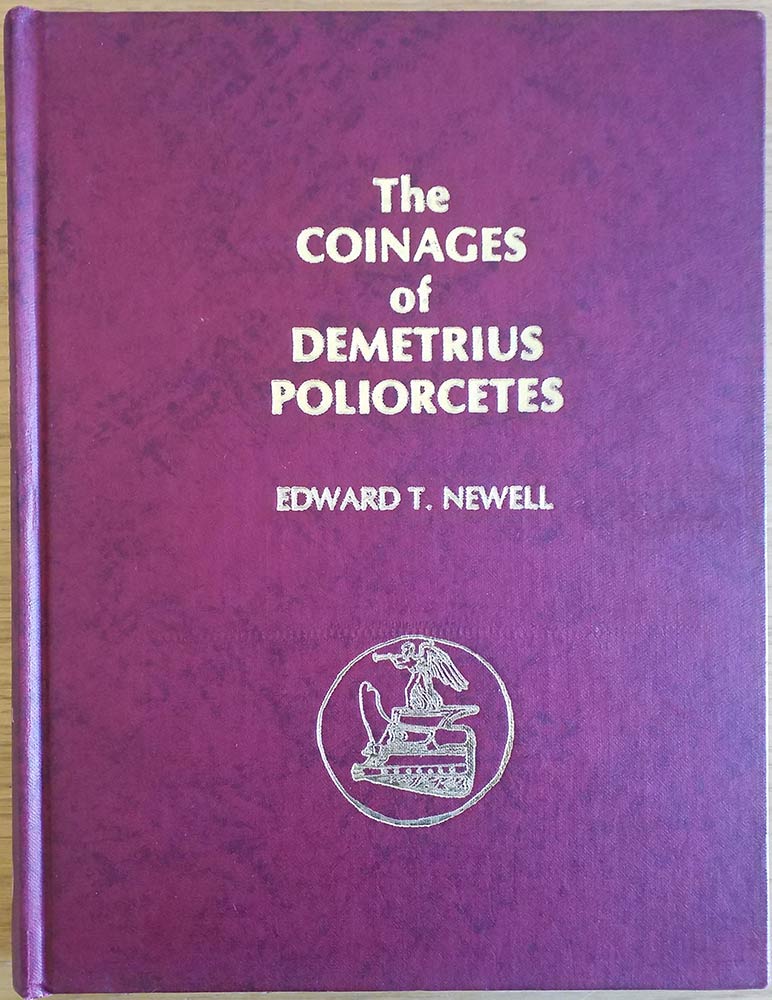 The
COINAGES
of
DEMETRIUS
POLIORCETES
EDWARD T. NEWELL